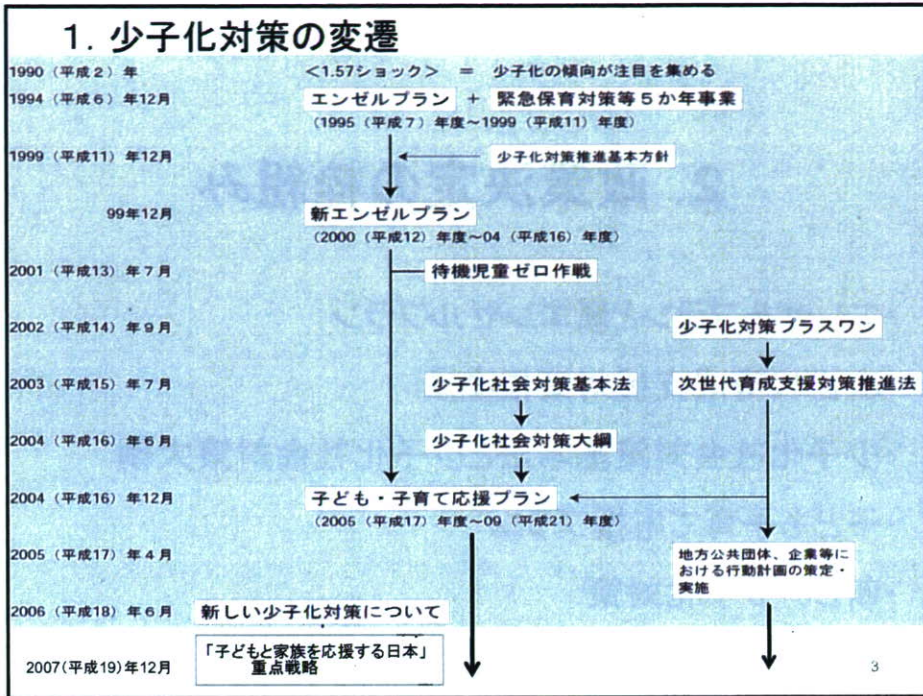 1. 少子化対策の変遷
1990(平成2)年 <1.57ショック> = 少子化の傾向が注目を集める
1994(平成6)年12月 エンゼルプラン + 緊急保育対策等5か年事業
(1995(平成7)年度~1999(平成11)年度)
1999(平成11)年12月 少子化対策推進基本方針
99年12月 新エンゼルプラン
(2000(平成12)年度~04(平成16)年度)
2001(平成13)年7月 待機児童ゼロ作戦
2002(平成14)年9月 少子化対策プラスワン
2003(平成15)年7月 少子化社会対策基本法 次世代育成支援対策推進法
2004(平成16)年6月 少子化社会対策大綱
2004(平成16)年12月 子ども・子育て応援プラン
(2005(平成17)年度~09(平成21)年度)
2005(平成17)年4月 地方公共団体、企業等に
おける行動計画の策定・
実施
2006(平成18)年6月 新しい少子化対策について
「子どもと家族を応援する日本」
2007(平成19)年12月 重点戦略
3